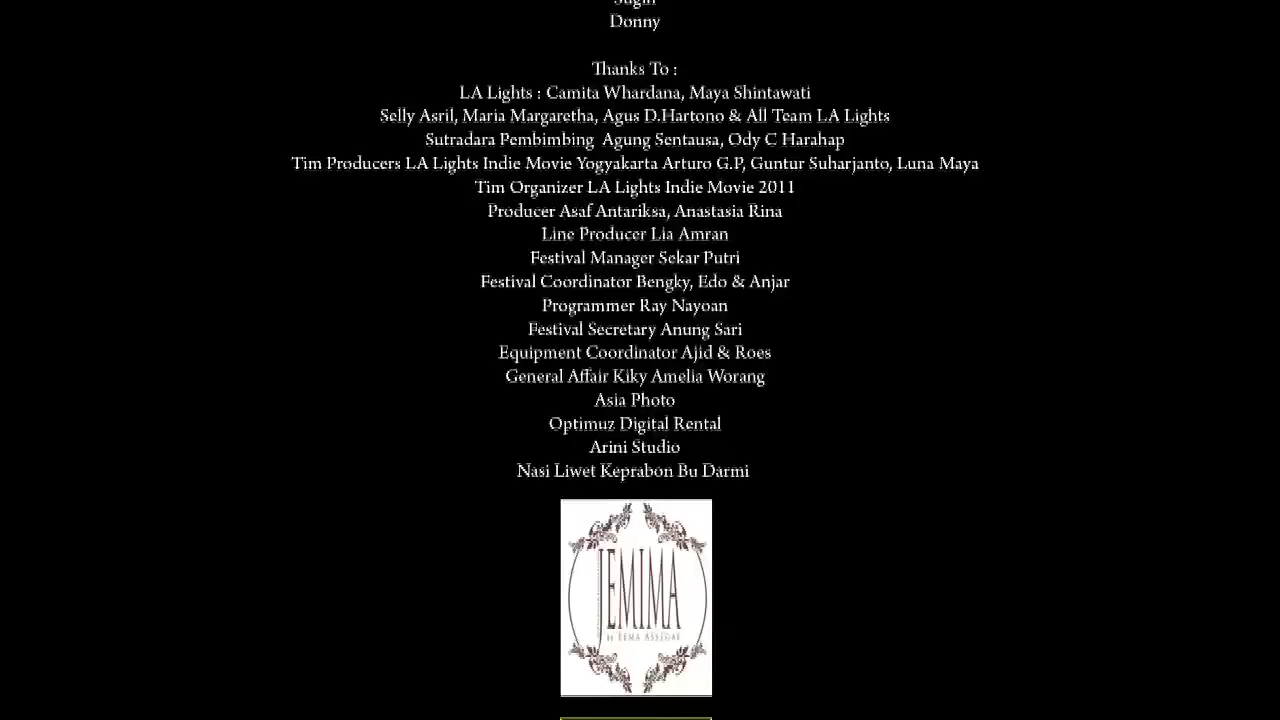 Donny
Thanks To :
LA Lights : Camita Whardana, Maya Shintawati
Selly Asril, Maria Margaretha, Agus D.Hartono & All Team LA Lights
Sutradara Pembimbing Agung Sentausa, Ody C Harahap
Tim Producers LA Lights Indie Movie Yogyakarta Arturo G.P, Guntur Suharjanto, Luna Maya
Tim Organizer LA Lights Indie Movie 2011
Producer Asaf Antariksa, Anastasia Rina
Line Producer Lia Amran
Festival Manager Sekar Putri
Festival Coordinator Bengky, Edo & Anjar
Programmer Ray Nayoan
Festival Secretary Anung Sari
Equipment Coordinator Ajid & Roes
General Affair Kiky Amelia Worang
Asia Photo
Optimuz Digital Rental
Arini Studio
Nasi Liwet Keprabon Bu Darmi
JEMIMA